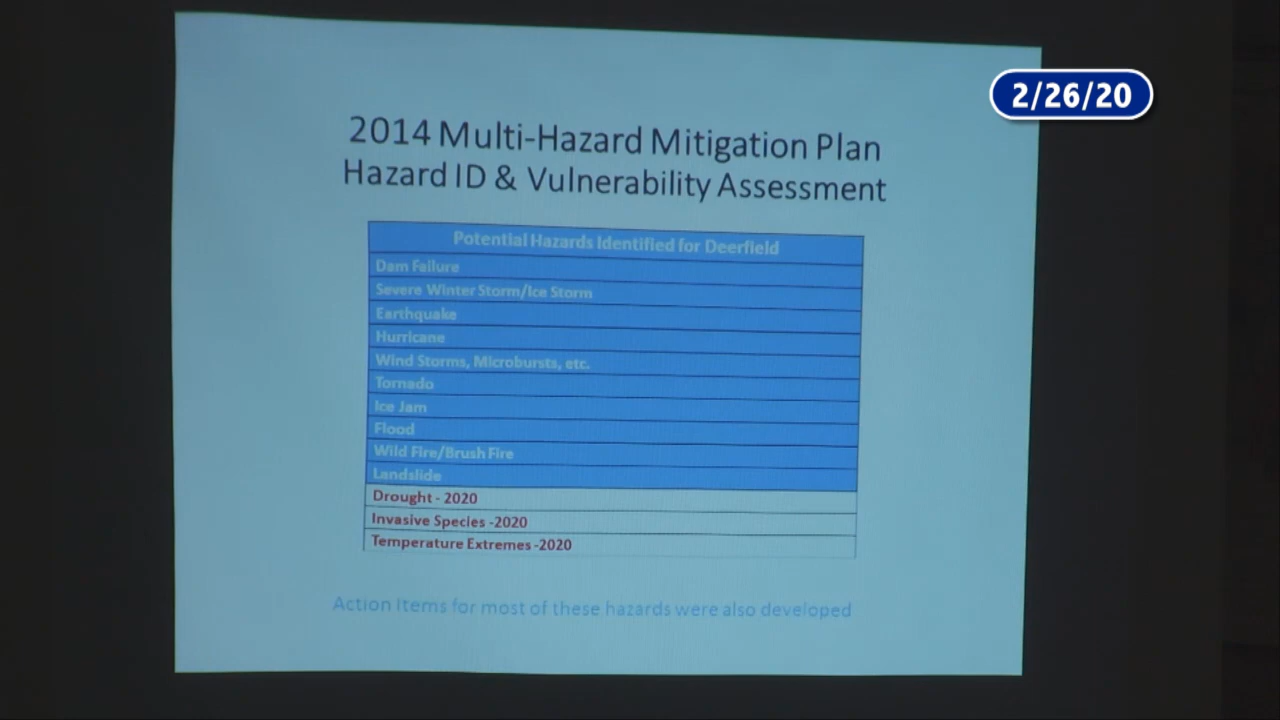 2/26/20
2014 Multi-Hazard Mitigation Plan
Hazard ID & Vulnerability Assessment
Potential Hazards Identified for Deerfield
Dam Failure
Severe Winter Storm/Ice Storm
Earthquake
Hurricane
Wind Storms, Microbursts, etc.
Tornado
Ice Jam
Flood
Wild Fire/Brush Fire
Landslide
Drought - 2020
Invasive Species -2020
Temperature Extremes -2020
Action Items for most of these hazards were also developed